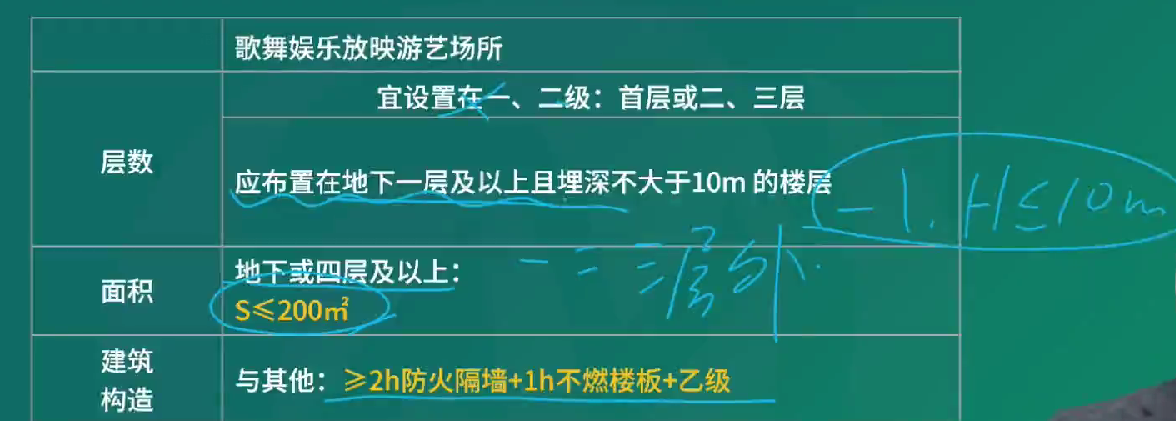 歌舞娱乐放映游艺场所
宜设置在一、二级：首层或二、三层
层数
应布置在地下一层及以上且埋深不大于10m 的楼层
-1. H≤10m
一 二 三层外.
地下或四层及以上：
面积
S≤200㎡
建筑
构造
与其他：≥2h防火隔墙+1h不燃楼板+乙级